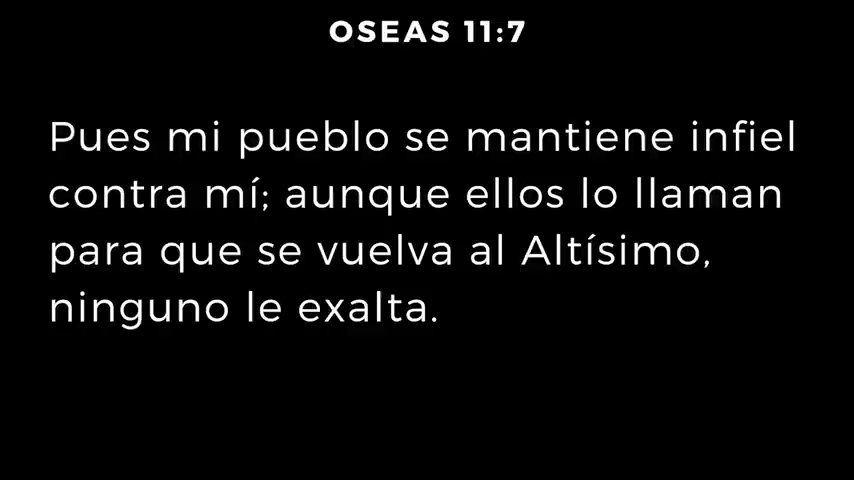 OSEAS 11:7
Pues mi pueblo se mantiene infiel
contra mí; aunque ellos lo llaman
para que se vuelva al Altísimo,
ninguno le exalta.